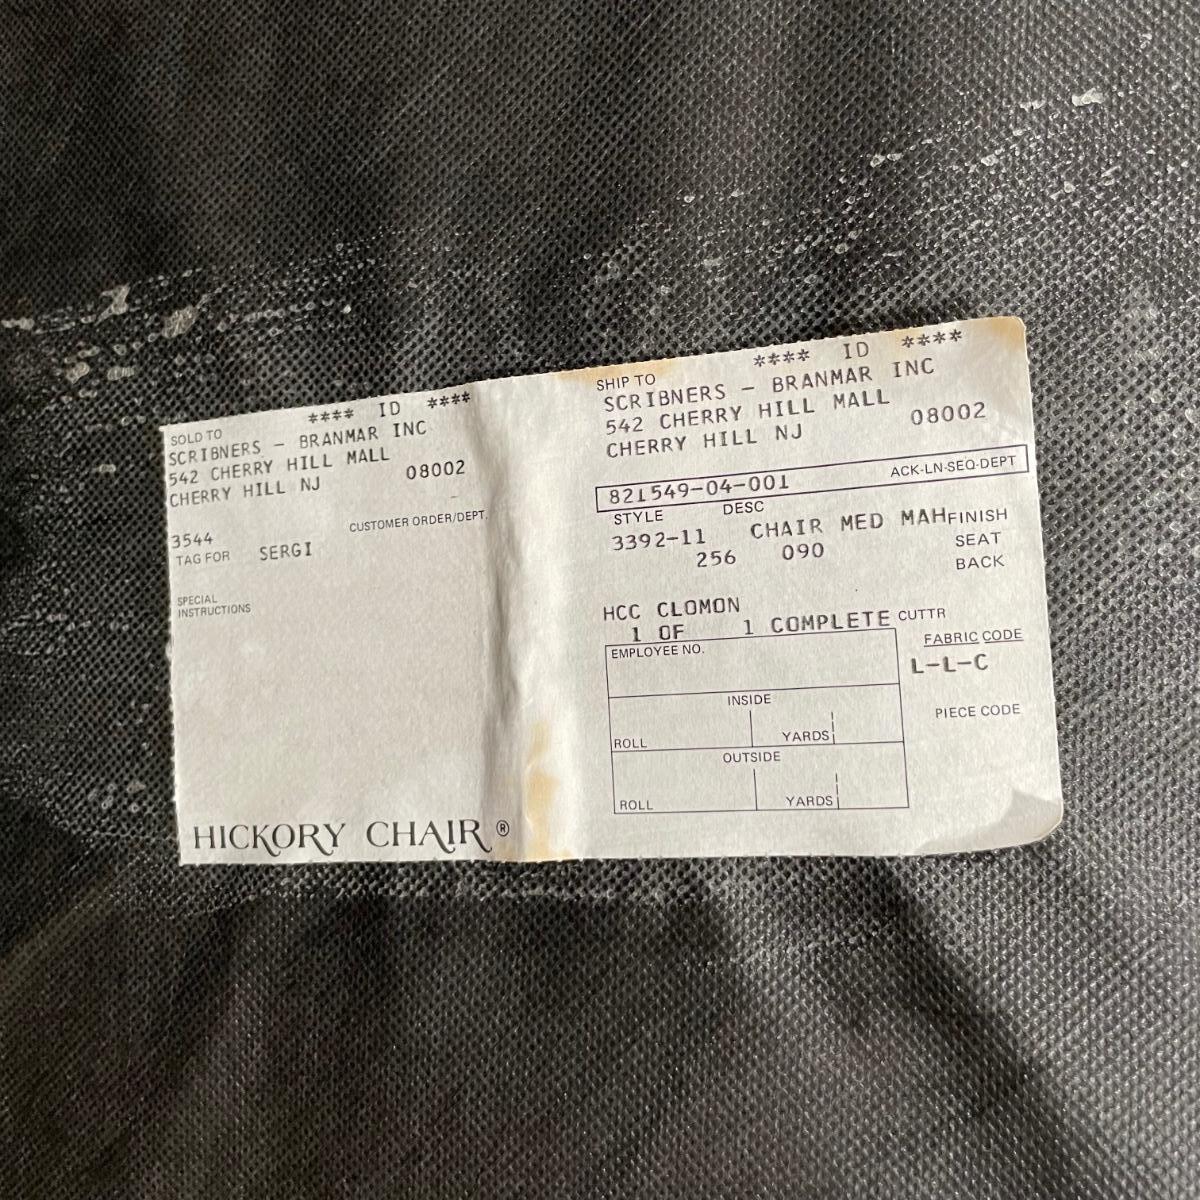 **** ID ****
SOLD TO
SCRIBNERS - BRANMAR INC
542 CHERRY HILL MALL
CHERRY HILL NJ 08002
CUSTOMER ORDER/DEPT.
3544
TAG FOR SERGI
SPECIAL
INSTRUCTIONS
HICKORY CHAIR®
**** ID ****
SHIP TO
SCRIBNERS - BRANMAR INC
542 CHERRY HILL MALL
CHERRY HILL NJ 08002
821549-04-001 ACK-LN-SEQ-DEPT
STYLE DESC
3392-11 CHAIR MED MAH FINISH
256 090 SEAT
BACK
HCC CLOMON
1 OF 1 COMPLETE CUTTR
EMPLOYEE NO. FABRIC CODE
L-L-C
INSIDE
PIECE CODE
ROLL YARDS
OUTSIDE
ROLL YARDS